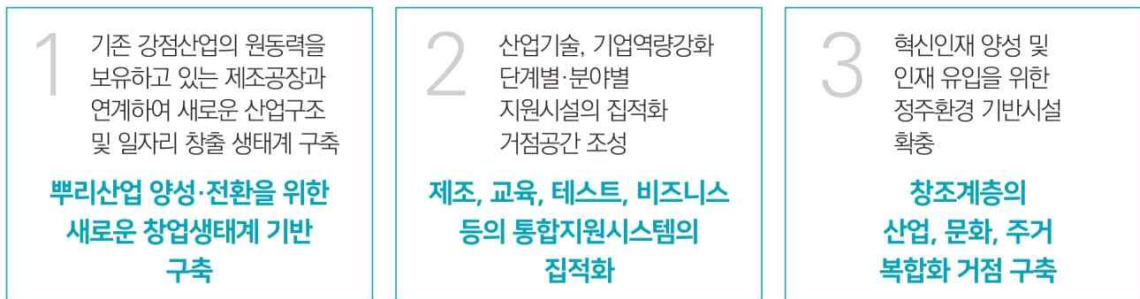 1
기존 강점산업의 원동력을
보유하고 있는 제조공장과
연계하여 새로운 산업구조
및 일자리 창출 생태계 구축
뿌리산업 양성·전환을 위한
새로운 창업생태계 기반
구축
2
산업기술, 기업역량강화
단계별·분야별
지원시설의 집적화
거점공간 조성
제조, 교육, 테스트, 비즈니스
등의 통합지원시스템의
집적화
3
혁신인재 양성 및
인재 유입을 위한
정주환경 기반시설
확충
창조계층의
산업, 문화, 주거
복합화 거점 구축